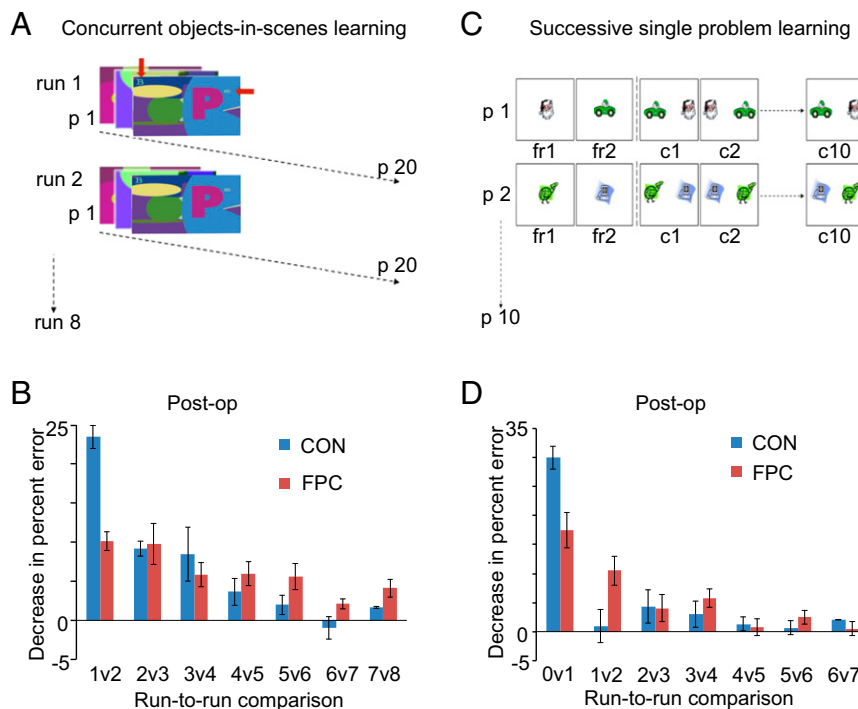 A
Concurrent objects-in-scenes learning
run 1
p 1
P
p 20
run 2
p 1
P
p 20
run 8
C
Successive single problem learning
p 1
fr1 fr2 c1 c2 c10
p 2
fr1 fr2 c1 c2 c10
p 10
B
Post-op
25
CON
FPC
Decrease in percent error
0
-5
1v2 2v3 3v4 4v5 5v6 6v7 7v8
Run-to-run comparison
D
Post-op
35
CON
FPC
Decrease in percent error
0
-5
0v1 1v2 2v3 3v4 4v5 5v6 6v7
Run-to-run comparison